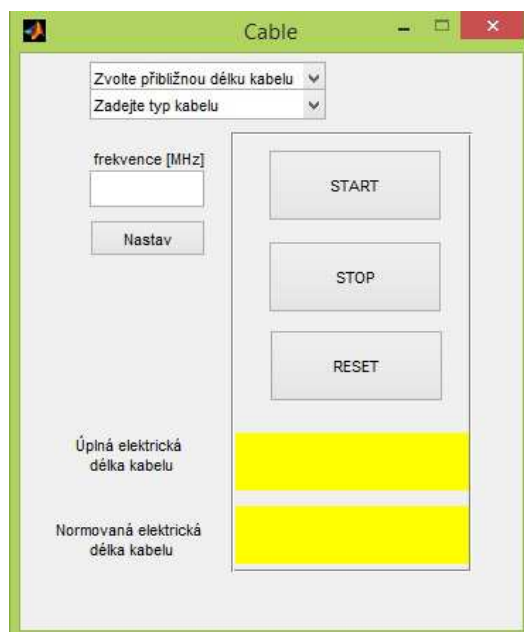 Cable
Zvolte přibližnou délku kabelu
Zadejte typ kabelu
frekvence [MHz]
Nastav
START
STOP
RESET
Úplná elektrická
délka kabelu
Normovaná elektrická
délka kabelu